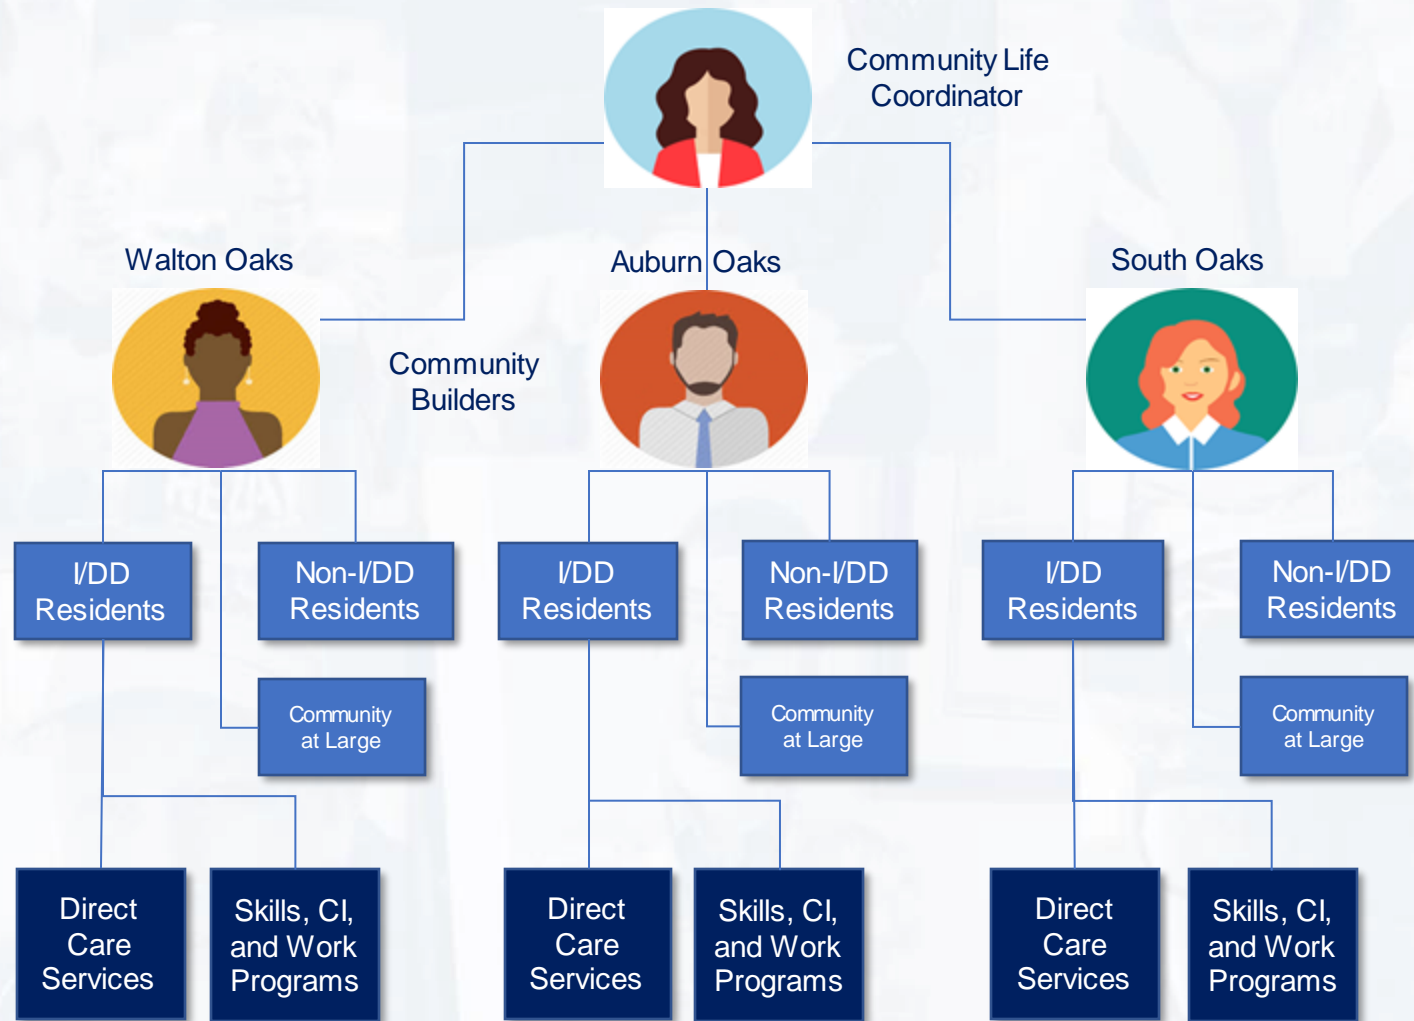 Community Life
Coordinator
Walton Oaks
Auburn Oaks
South Oaks
Community
Builders
I/DD
Residents
Non-I/DD
Residents
I/DD
Residents
Non-I/DD
Residents
I/DD
Residents
Non-I/DD
Residents
Community
at Large
Community
at Large
Community
at Large
Direct
Care
Services
Skills, CI,
and Work
Programs
Direct
Care
Services
Skills, CI,
and Work
Programs
Direct
Care
Services
Skills, CI,
and Work
Programs